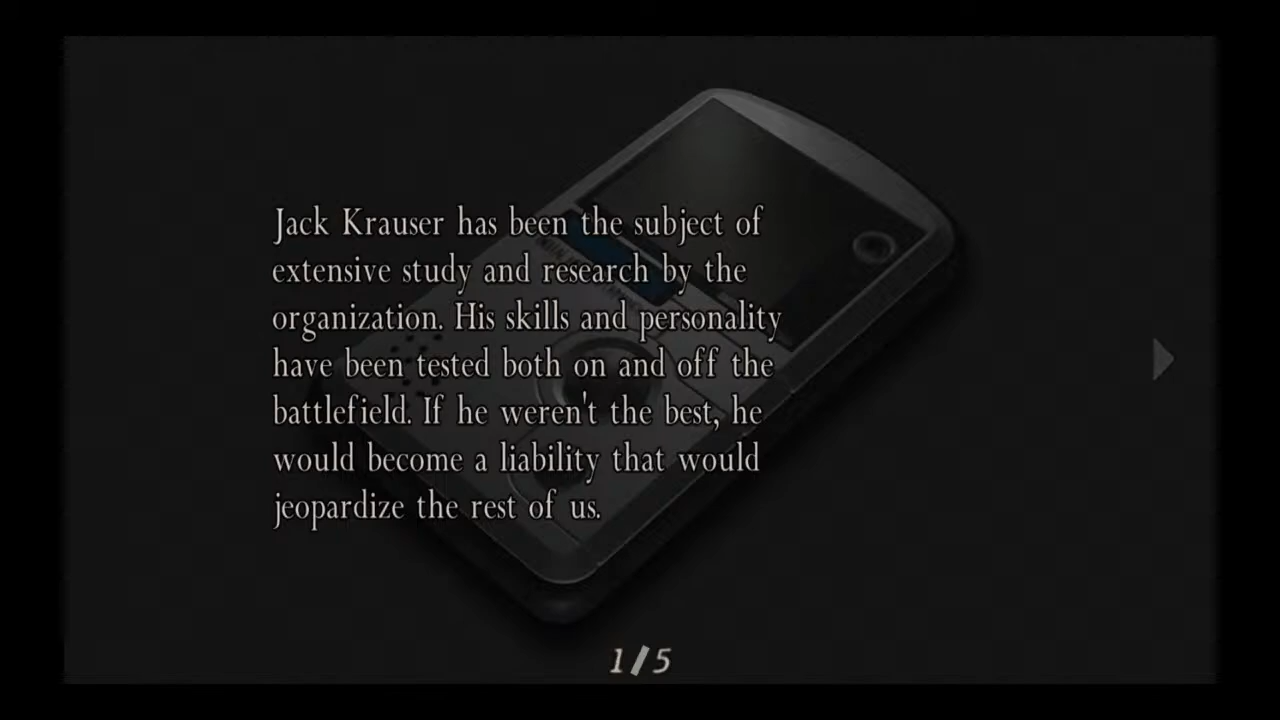 Jack Krauser has been the subject of
extensive study and research by the
organization. His skills and personality
have been tested both on and off the
battlefield. If he weren't the best, he
would become a liability that would
jeopardize the rest of us.
1/5